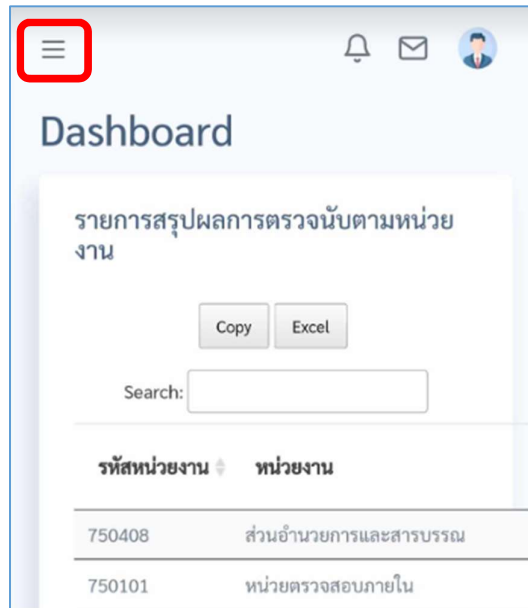 Dashboard
รายการสรุปผลการตรวจนับตามหน่วย
งาน
Copy Excel
Search:
รหัสหน่วยงาน หน่วยงาน
750408 ส่วนอำนวยการและสารบรรณ
750101 หน่วยตรวจสอบภายใน